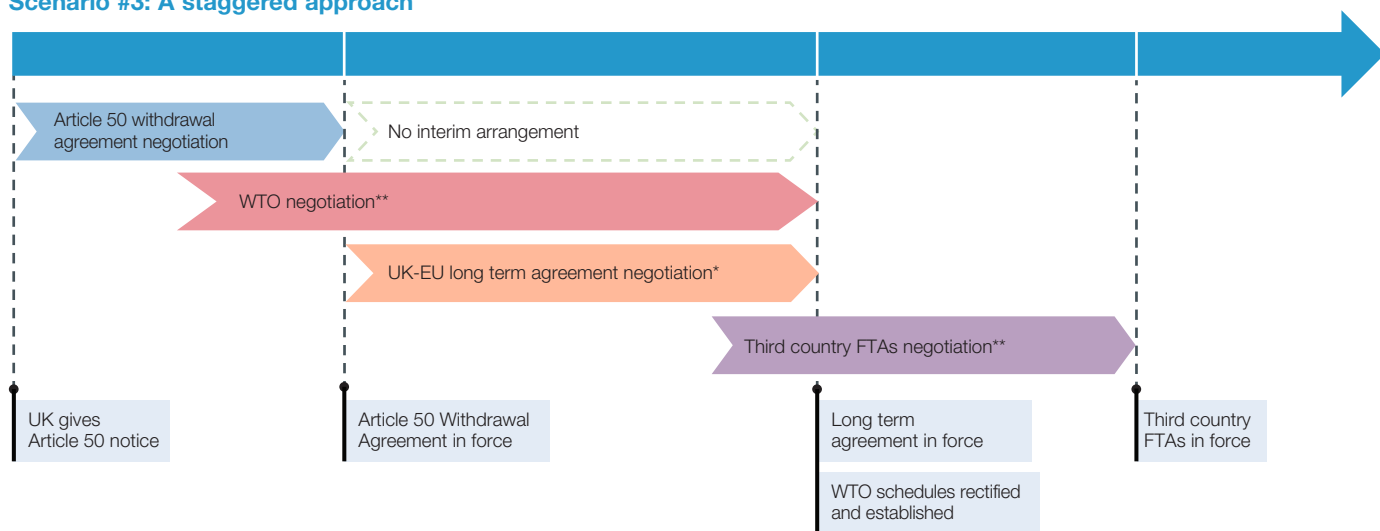 Scenario #3: A staggered approach
Article 50 withdrawal
agreement negotiation
No interim arrangement
WTO negotiation**
UK-EU long term agreement negotiation*
Third country FTAs negotiation**
UK gives
Article 50 notice
Article 50 Withdrawal
Agreement in force
Long term
agreement in force
Third country
FTAs in force
WTO schedules rectified
and established